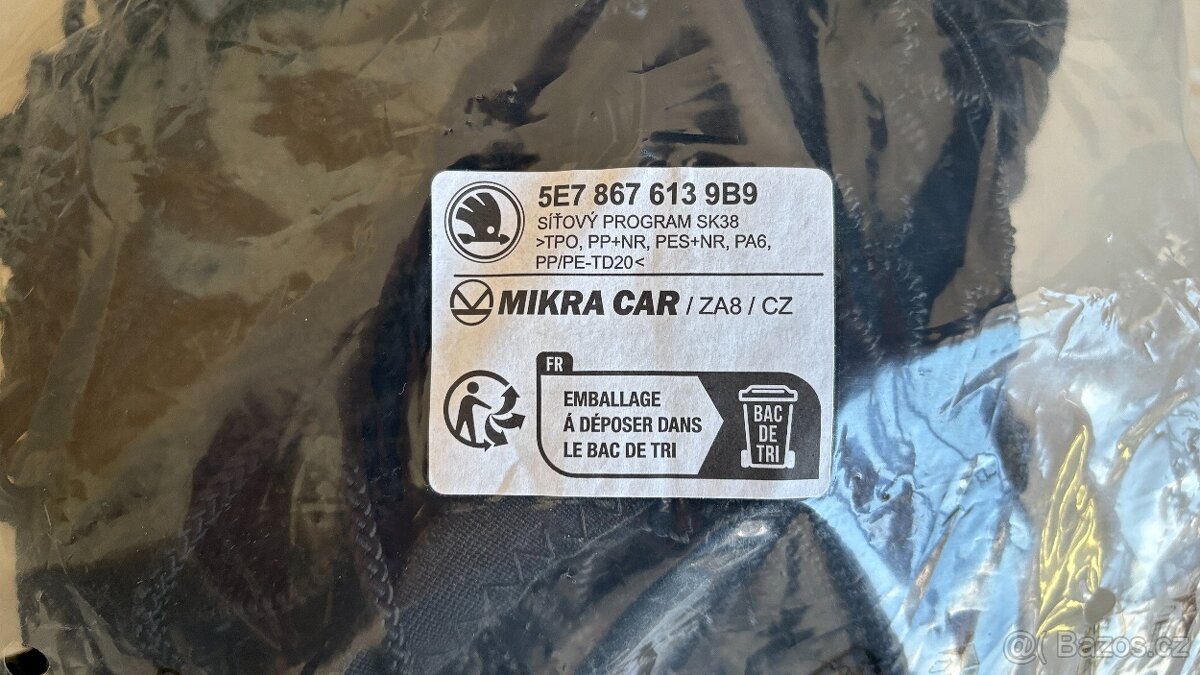 5E7 867 613 9B9
SÍŤOVÝ PROGRAM SK38
>TPO, PP+NR, PES+NR, PA6,
PP/PE-TD20<
MIKRA CAR / ZA8 / CZ
FR
EMBALLAGE
Á DÉPOSER DANS
LE BAC DE TRI
BAC
DE
TRI
Bazos.cz